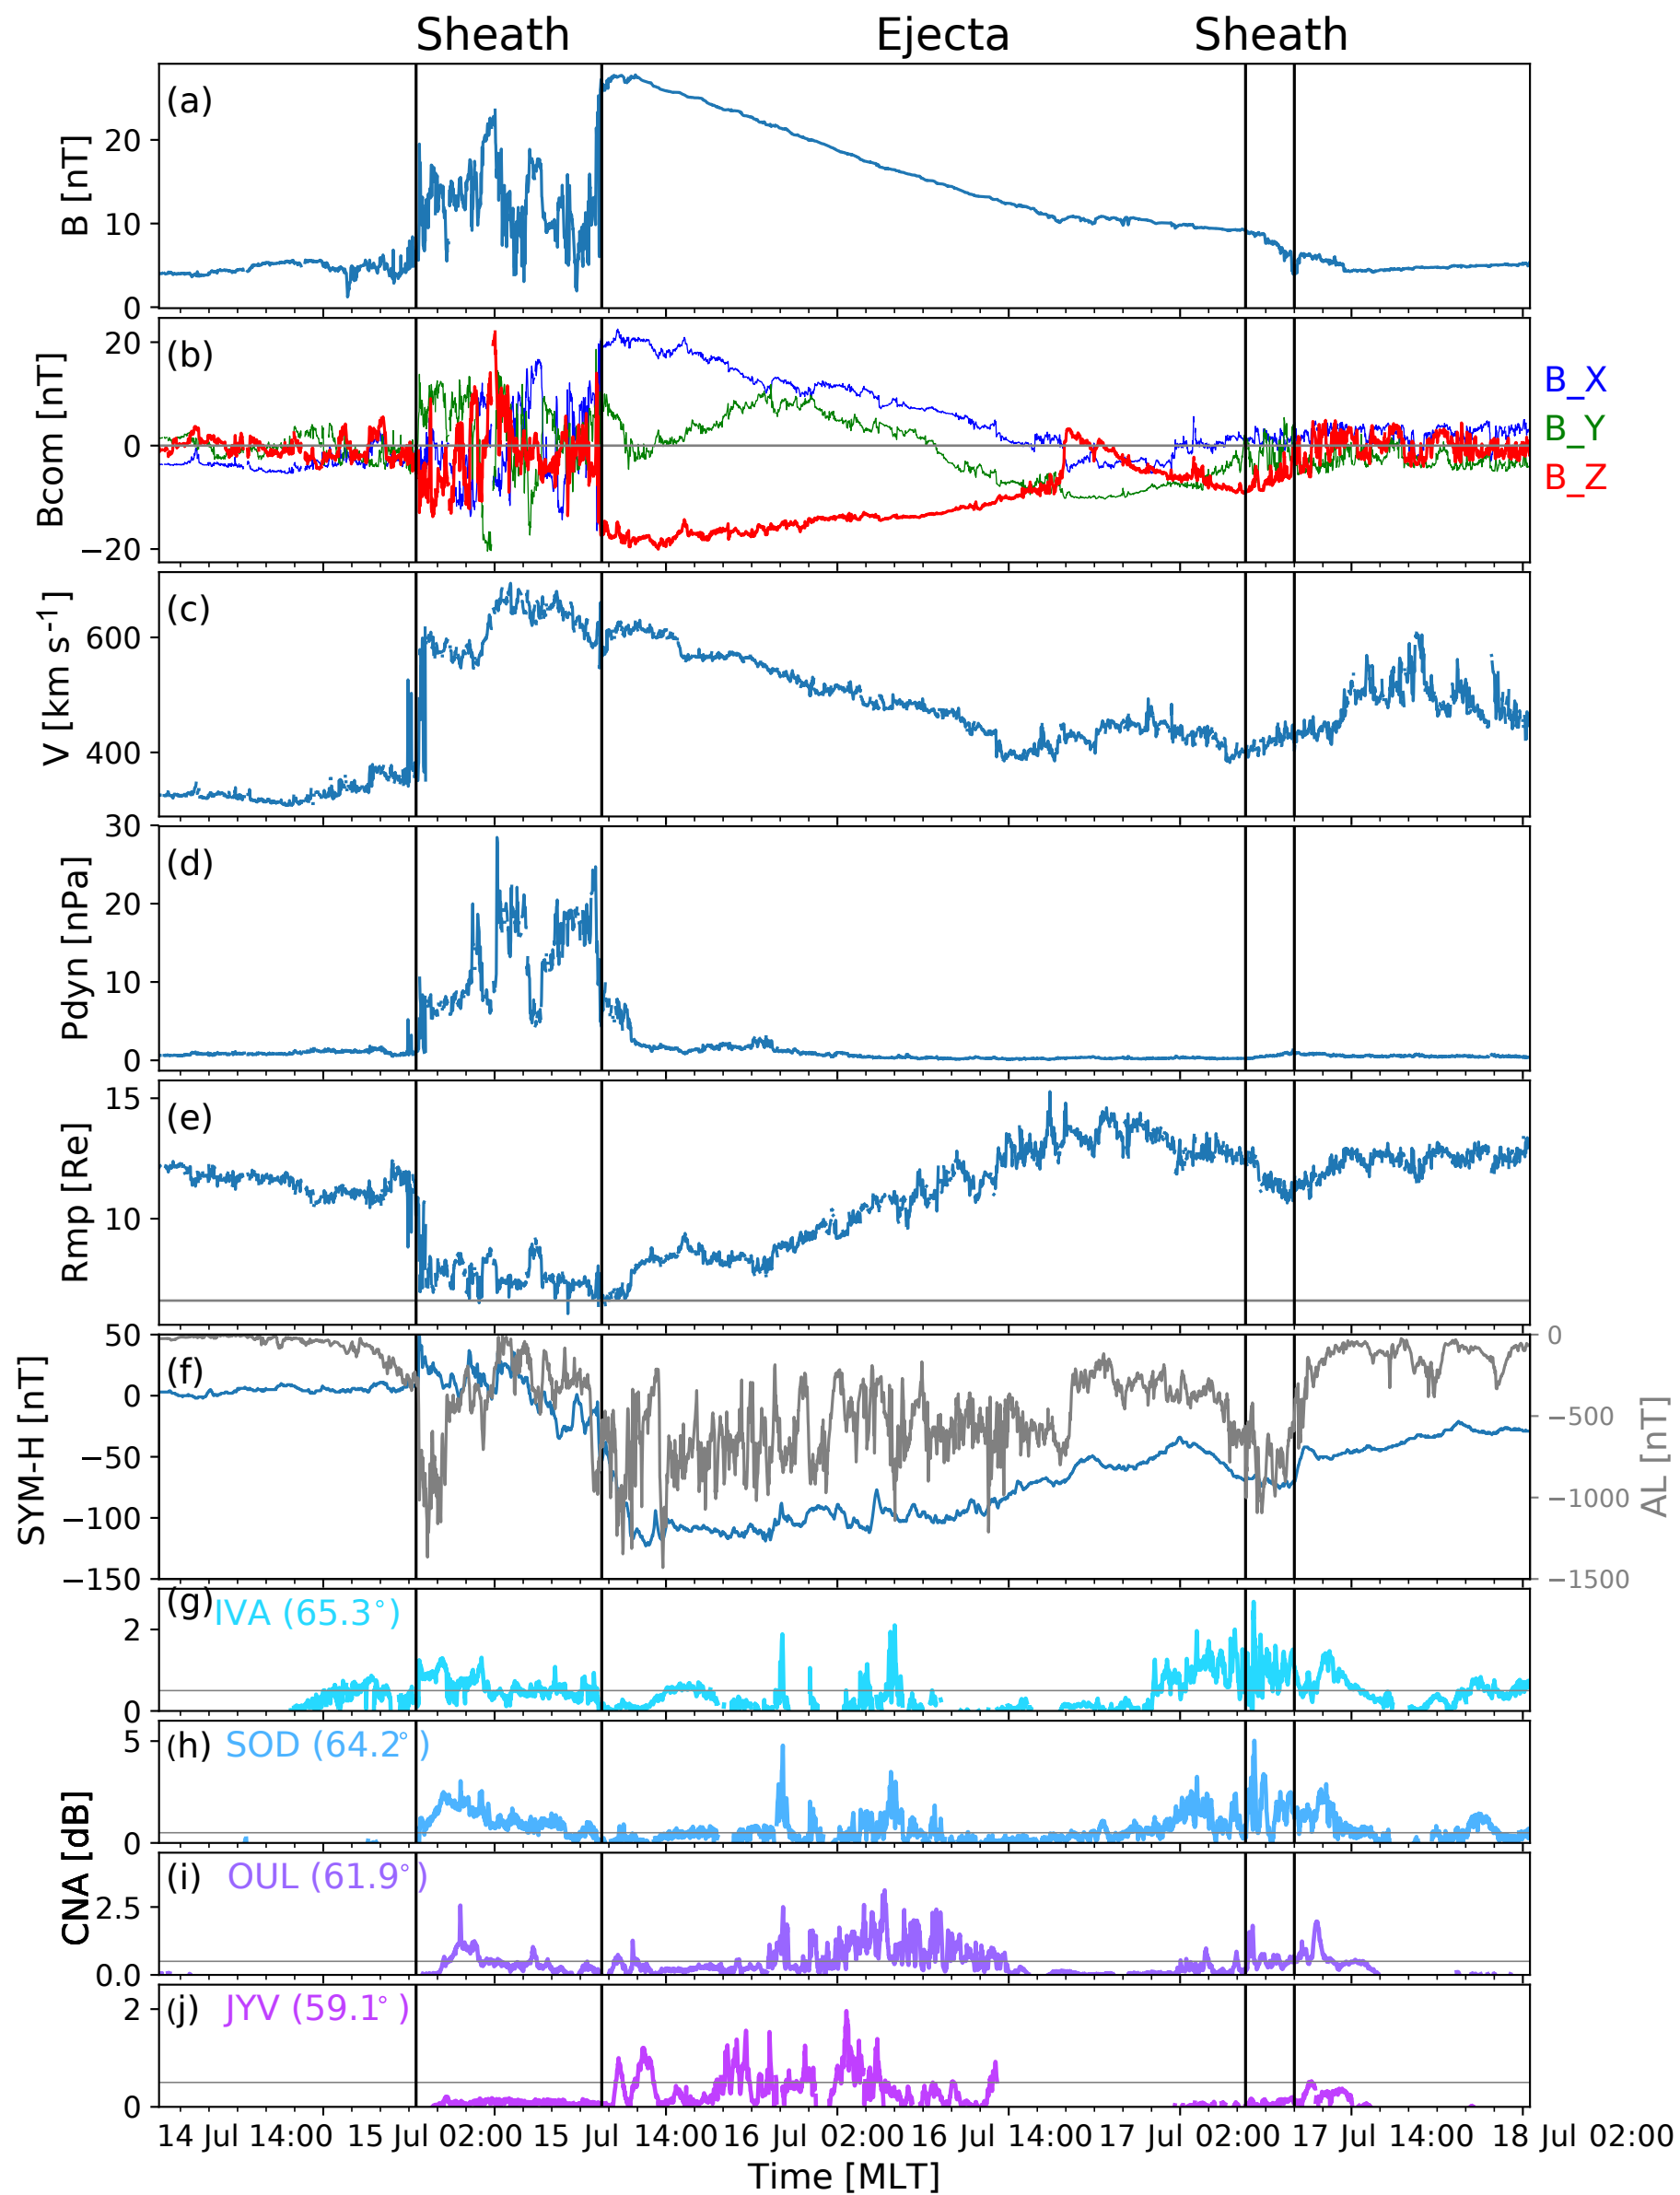 Sheath Ejecta Sheath
(a)
B [nT]
20
10
0
(b)
Bcom [nT]
20
0
−20
B_X
B_Y
B_Z
(c)
V [km s-1]
600
400
(d)
Pdyn [nPa]
30
20
10
0
(e)
Rmp [Re]
15
10
(f)
SYM-H [nT]
50
0
−50
−100
−150
AL [nT]
0
−500
−1000
−1500
(g) IVA (65.3°)
2
0
(h) SOD (64.2°)
5
0
CNA [dB]
(i) OUL (61.9°)
2.5
0.0
(j) JYV (59.1°)
2
0
14 Jul 14:00 15 Jul 02:00 15 Jul 14:00 16 Jul 02:00 16 Jul 14:00 17 Jul 02:00 17 Jul 14:00 18 Jul 02:00
Time [MLT]